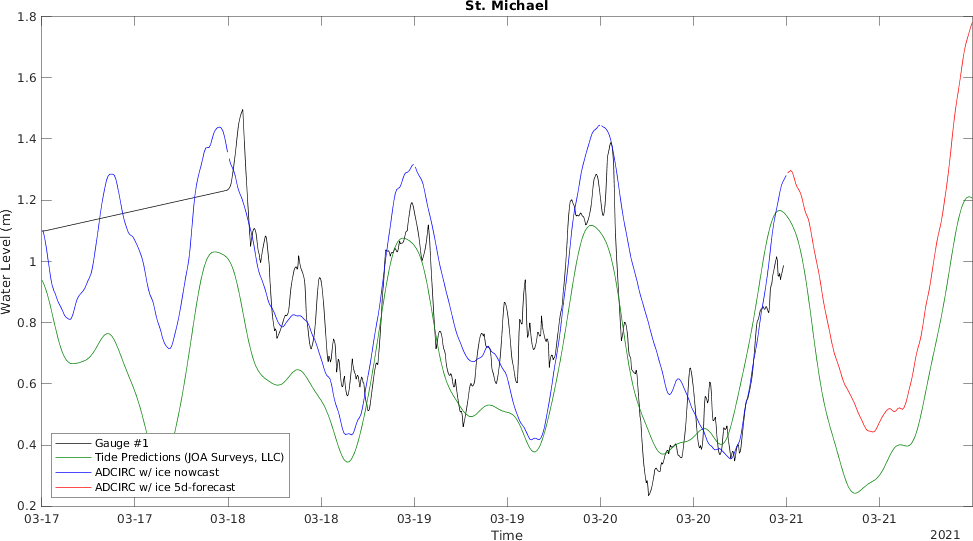 St. Michael
1.8
1.6
1.4
1.2
1
0.8
0.6
0.4
0.2
Water Level (m)
Gauge #1
Tide Predictions (JOA Surveys, LLC)
ADCIRC w/ ice nowcast
ADCIRC w/ ice 5d-forecast
03-17 03-17 03-18 03-18 03-19 03-19 03-20 03-20 03-21 03-21
Time
2021